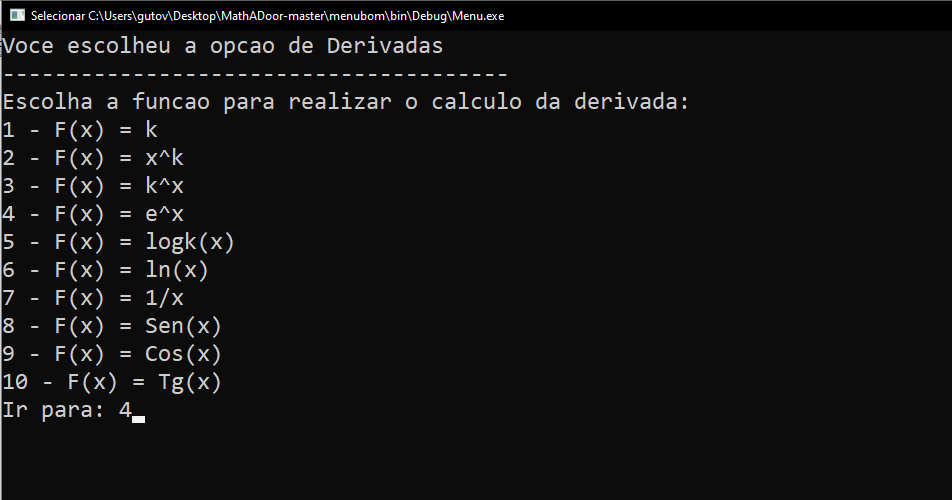 Selecionar C:\Users\gutov\Desktop\MathADoor-master\menubom\bin\Debug\Menu.exe
Voce escolheu a opcao de Derivadas
---------------------------------------
Escolha a funcao para realizar o calculo da derivada:
1 - F(x) = k
2 - F(x) = x^k
3 - F(x) = k^x
4 - F(x) = e^x
5 - F(x) = logk(x)
6 - F(x) = ln(x)
7 - F(x) = 1/x
8 - F(x) = Sen(x)
9 - F(x) = Cos(x)
10 - F(x) = Tg(x)
Ir para: 4